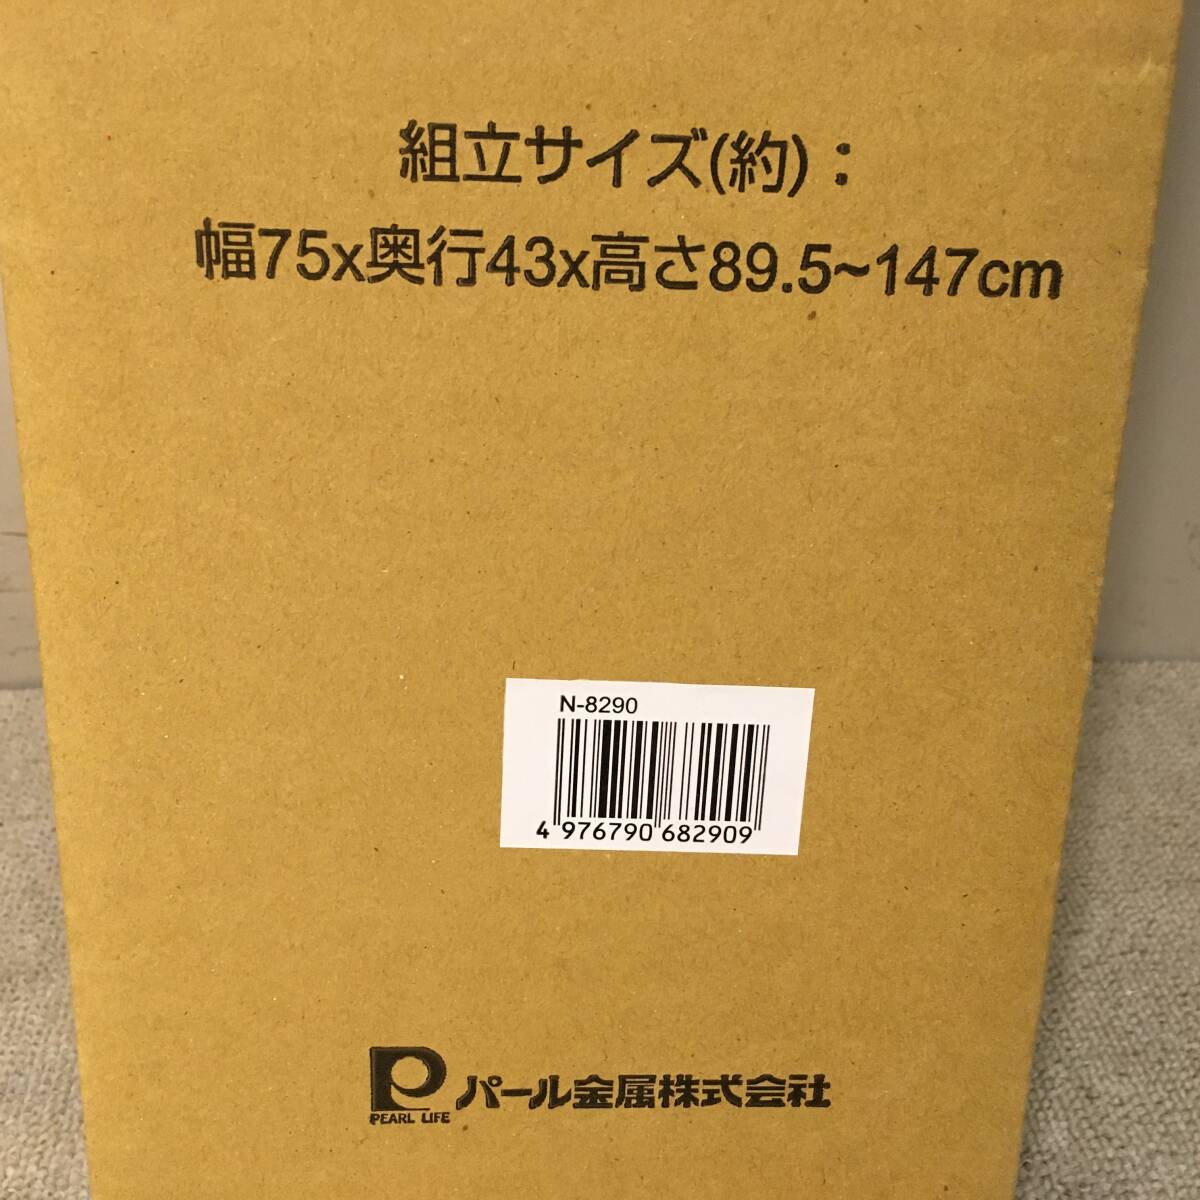 組立サイズ(約)：
幅75x奥行43x高さ89.5~147cm
N-8290
4 976790 682909
PEARL LIFE
パール金属株式会社